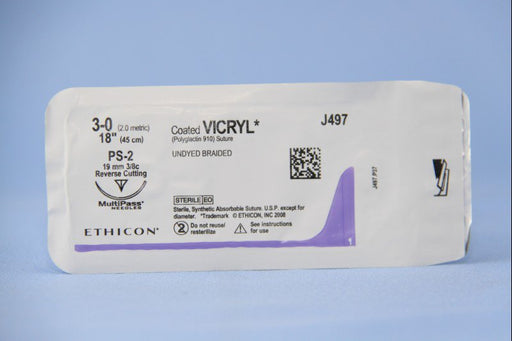 3-0 (2.0 metric)
18" (45 cm)
PS-2
19 mm 3/8c
Reverse Cutting
MultiPass*
NEEDLES
ETHICON*
Coated VICRYL*
(Polyglactin 910) Suture
UNDYED BRAIDED
STERILE EO
Sterile, Synthetic Absorbable Suture. U.S.P. except for
diameter. *Trademark © ETHICON, INC 2008
2 Do not reuse/
resterilize
See instructions
for use
J497
J497 P37
1